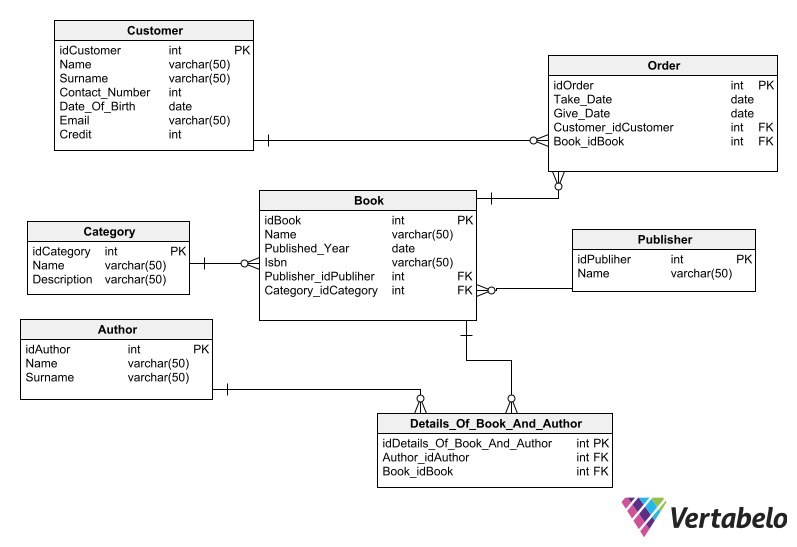 Customer
idCustomer int PK
Name varchar(50)
Surname varchar(50)
Contact_Number int
Date_Of_Birth date
Email varchar(50)
Credit int
Order
idOrder int PK
Take_Date date
Give_Date date
Customer_idCustomer int FK
Book_idBook int FK
Book
idBook int PK
Name varchar(50)
Published_Year date
Isbn varchar(50)
Publisher_idPubliher int FK
Category_idCategory int FK
Category
idCategory int PK
Name varchar(50)
Description varchar(50)
Publisher
idPubliher int PK
Name varchar(50)
Author
idAuthor int PK
Name varchar(50)
Surname varchar(50)
Details_Of_Book_And_Author
idDetails_Of_Book_And_Author int PK
Author_idAuthor int FK
Book_idBook int FK
Vertabelo